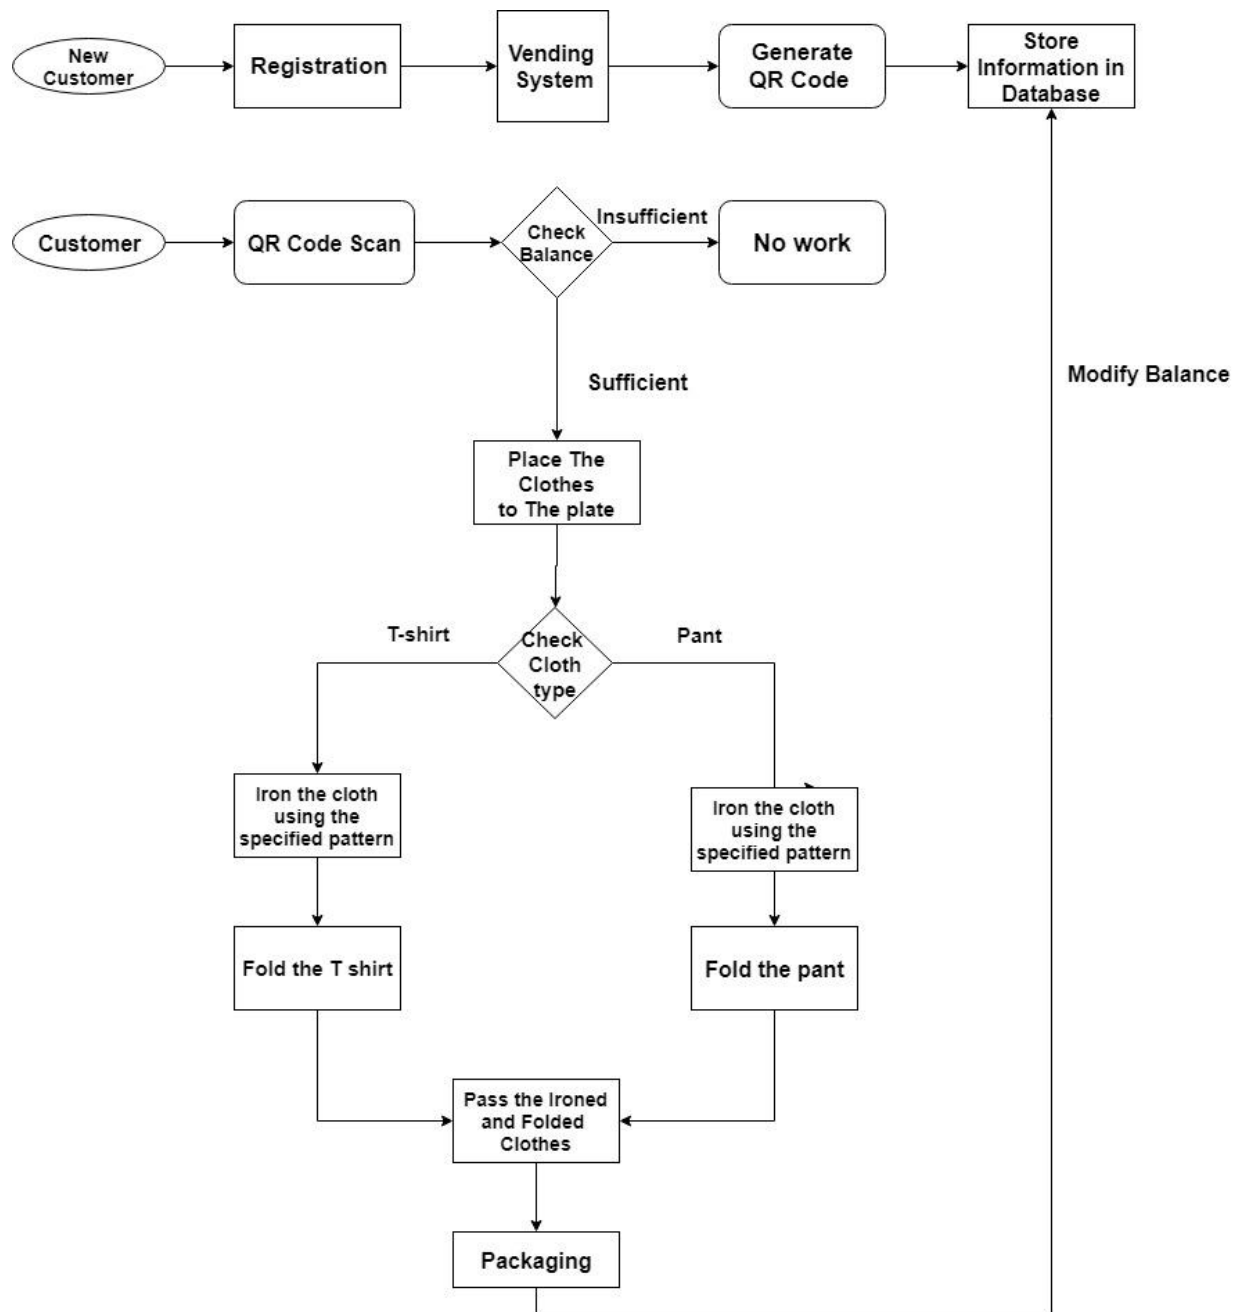 New
Customer
Registration
Vending
System
Generate
QR Code
Store
Information in
Database
Customer
QR Code Scan
Check
Balance
Insufficient
No work
Sufficient
Modify Balance
Place The
Clothes
to The plate
T-shirt
Check
Cloth
type
Pant
Iron the cloth
using the
specified pattern
Iron the cloth
using the
specified pattern
Fold the T shirt
Fold the pant
Pass the Ironed
and Folded
Clothes
Packaging